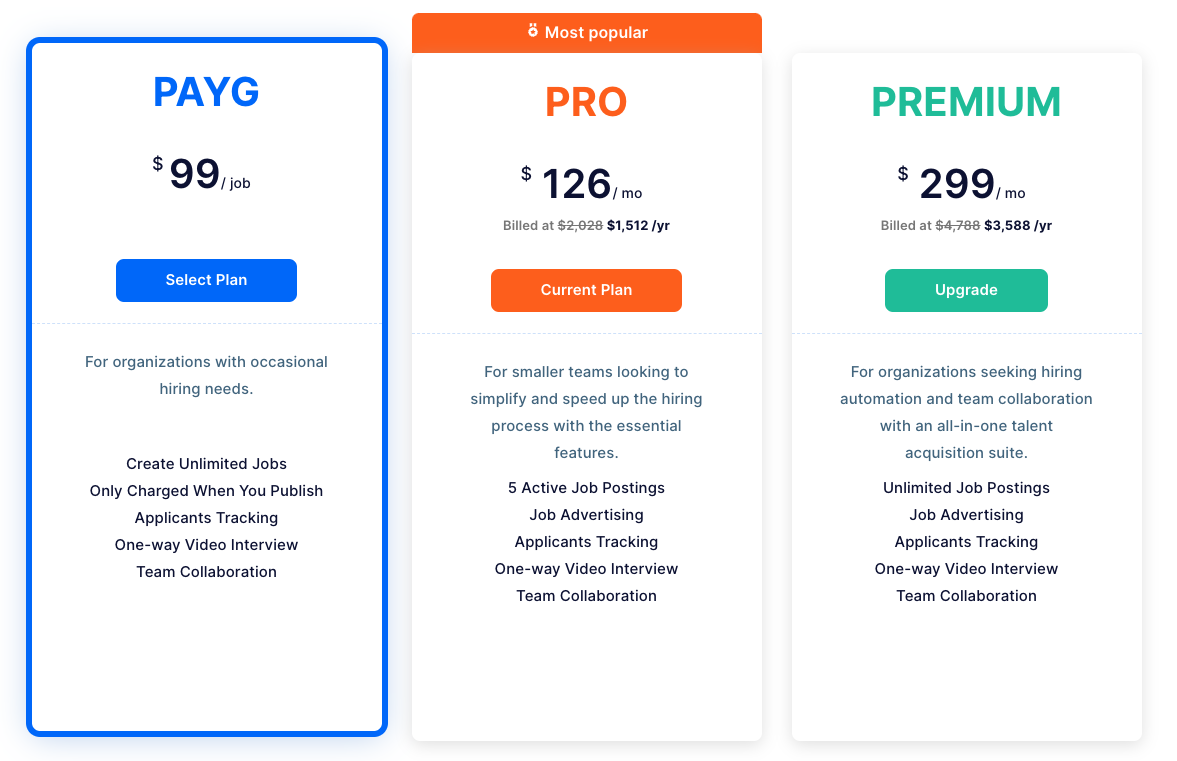 PAYG
$ 99/ job
Select Plan
For organizations with occasional
hiring needs.
Create Unlimited Jobs
Only Charged When You Publish
Applicants Tracking
One-way Video Interview
Team Collaboration
Most popular
PRO
$ 126/ mo
Billed at $2,028 $1,512 /yr
Current Plan
For smaller teams looking to
simplify and speed up the hiring
process with the essential
features.
5 Active Job Postings
Job Advertising
Applicants Tracking
One-way Video Interview
Team Collaboration
PREMIUM
$ 299/ mo
Billed at $4,788 $3,588 /yr
Upgrade
For organizations seeking hiring
automation and team collaboration
with an all-in-one talent
acquisition suite.
Unlimited Job Postings
Job Advertising
Applicants Tracking
One-way Video Interview
Team Collaboration